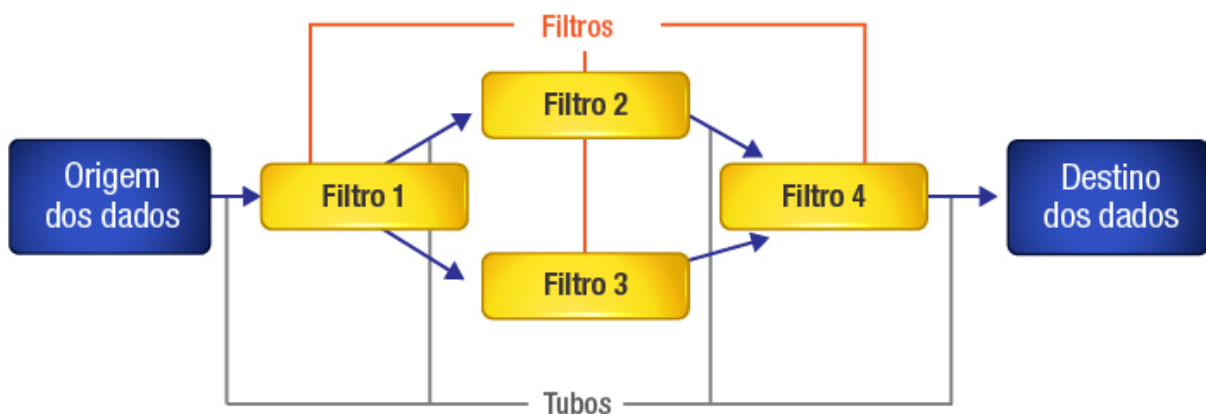 Filtros
Filtro 2
Origem
dos dados
Filtro 1
Filtro 4
Destino
dos dados
Filtro 3
Tubos